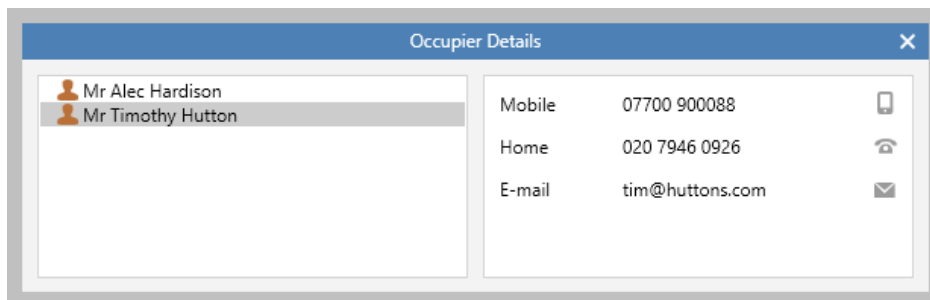 Occupier Details
Mr Alec Hardison
Mr Timothy Hutton
Mobile 07700 900088
Home 020 7946 0926
E-mail tim@huttons.com